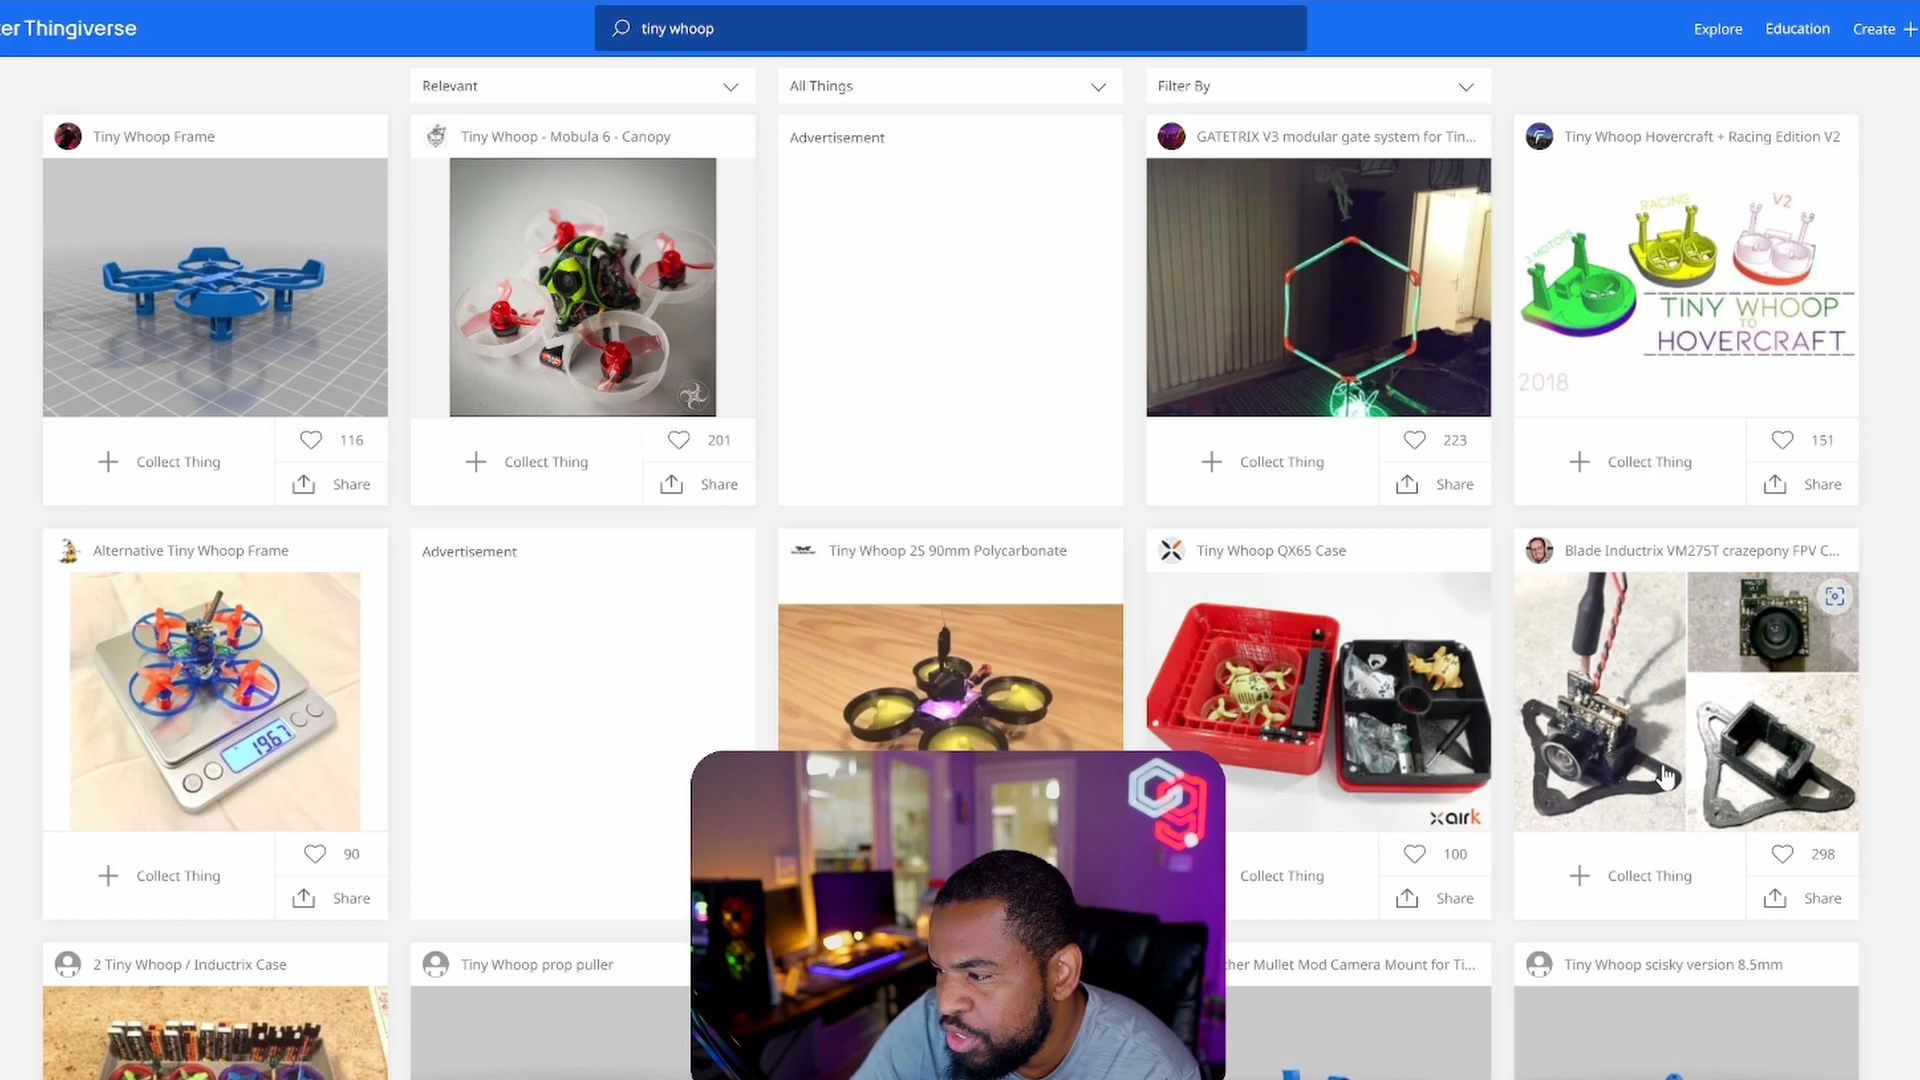 er Thingiverse
tiny whoop
Explore
Education
Create
Relevant
All Things
Filter By
Tiny Whoop Frame
Tiny Whoop - Mobula 6 - Canopy
Advertisement
GATETRIX V3 modular gate system for Tin...
Tiny Whoop Hovercraft + Racing Edition V2
3 MOTORS
RACING
V2
TINY WHOOP
TO
HOVERCRAFT
2018
Collect Thing
116
Share
Collect Thing
201
Share
Collect Thing
223
Share
Collect Thing
151
Share
Alternative Tiny Whoop Frame
Advertisement
Tiny Whoop 2S 90mm Polycarbonate
Tiny Whoop QX65 Case
Blade Inductrix VM275T crazepony FPV C...
19.67
xairk
Collect Thing
90
Share
Collect Thing
100
Share
Collect Thing
298
Share
2 Tiny Whoop / Inductrix Case
Tiny Whoop prop puller
her Mullet Mod Camera Mount for Ti...
Tiny Whoop scisky version 8.5mm